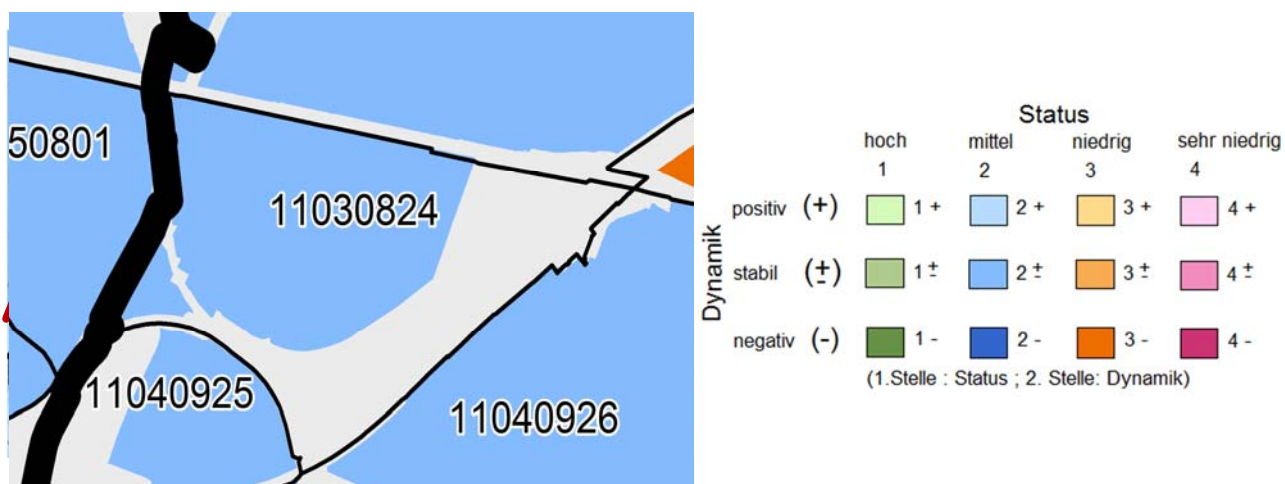 50801
11030824
11040925
11040926
Status
hoch mittel niedrig sehr niedrig
1 2 3 4
Dynamik
positiv (+) 1 + 2 + 3 + 4 +
stabil (±) 1 ± 2 ± 3 ± 4 ±
negativ (-) 1 - 2 - 3 - 4 -
(1.Stelle : Status ; 2. Stelle: Dynamik)